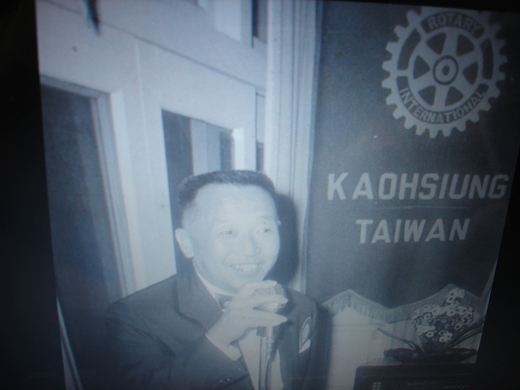 ROTARY
INTERNATIONAL
KAOHSIUNG
TAIWAN